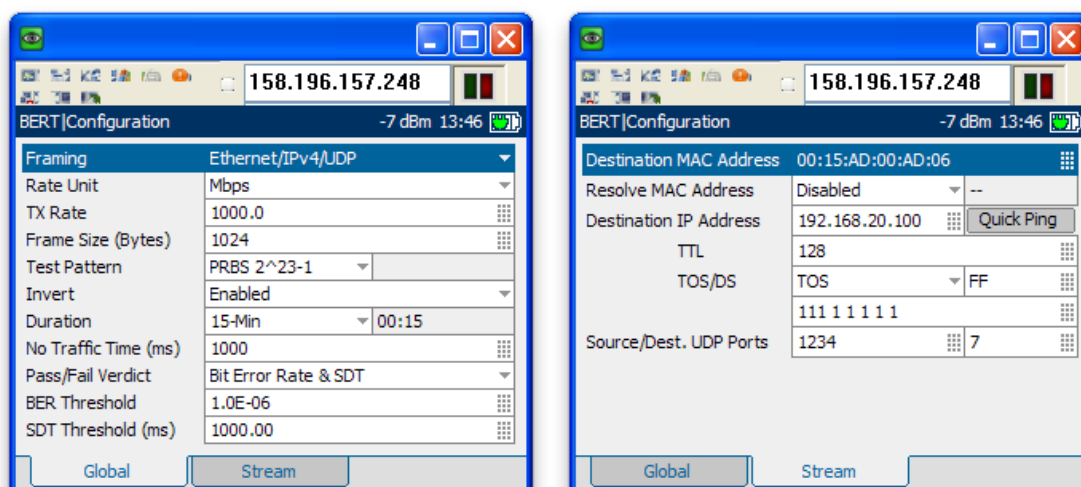 158.196.157.248
BERT|Configuration -7 dBm 13:46
Framing Ethernet/IPv4/UDP
Rate Unit Mbps
TX Rate 1000.0
Frame Size (Bytes) 1024
Test Pattern PRBS 2^23-1
Invert Enabled
Duration 15-Min 00:15
No Traffic Time (ms) 1000
Pass/Fail Verdict Bit Error Rate & SDT
BER Threshold 1.0E-06
SDT Threshold (ms) 1000.00
Global Stream
158.196.157.248
BERT|Configuration -7 dBm 13:46
Destination MAC Address 00:15:AD:00:AD:06
Resolve MAC Address Disabled --
Destination IP Address 192.168.20.100 Quick Ping
TTL 128
TOS/DS TOS FF
111 1 1 1 1 1
Source/Dest. UDP Ports 1234 7
Global Stream